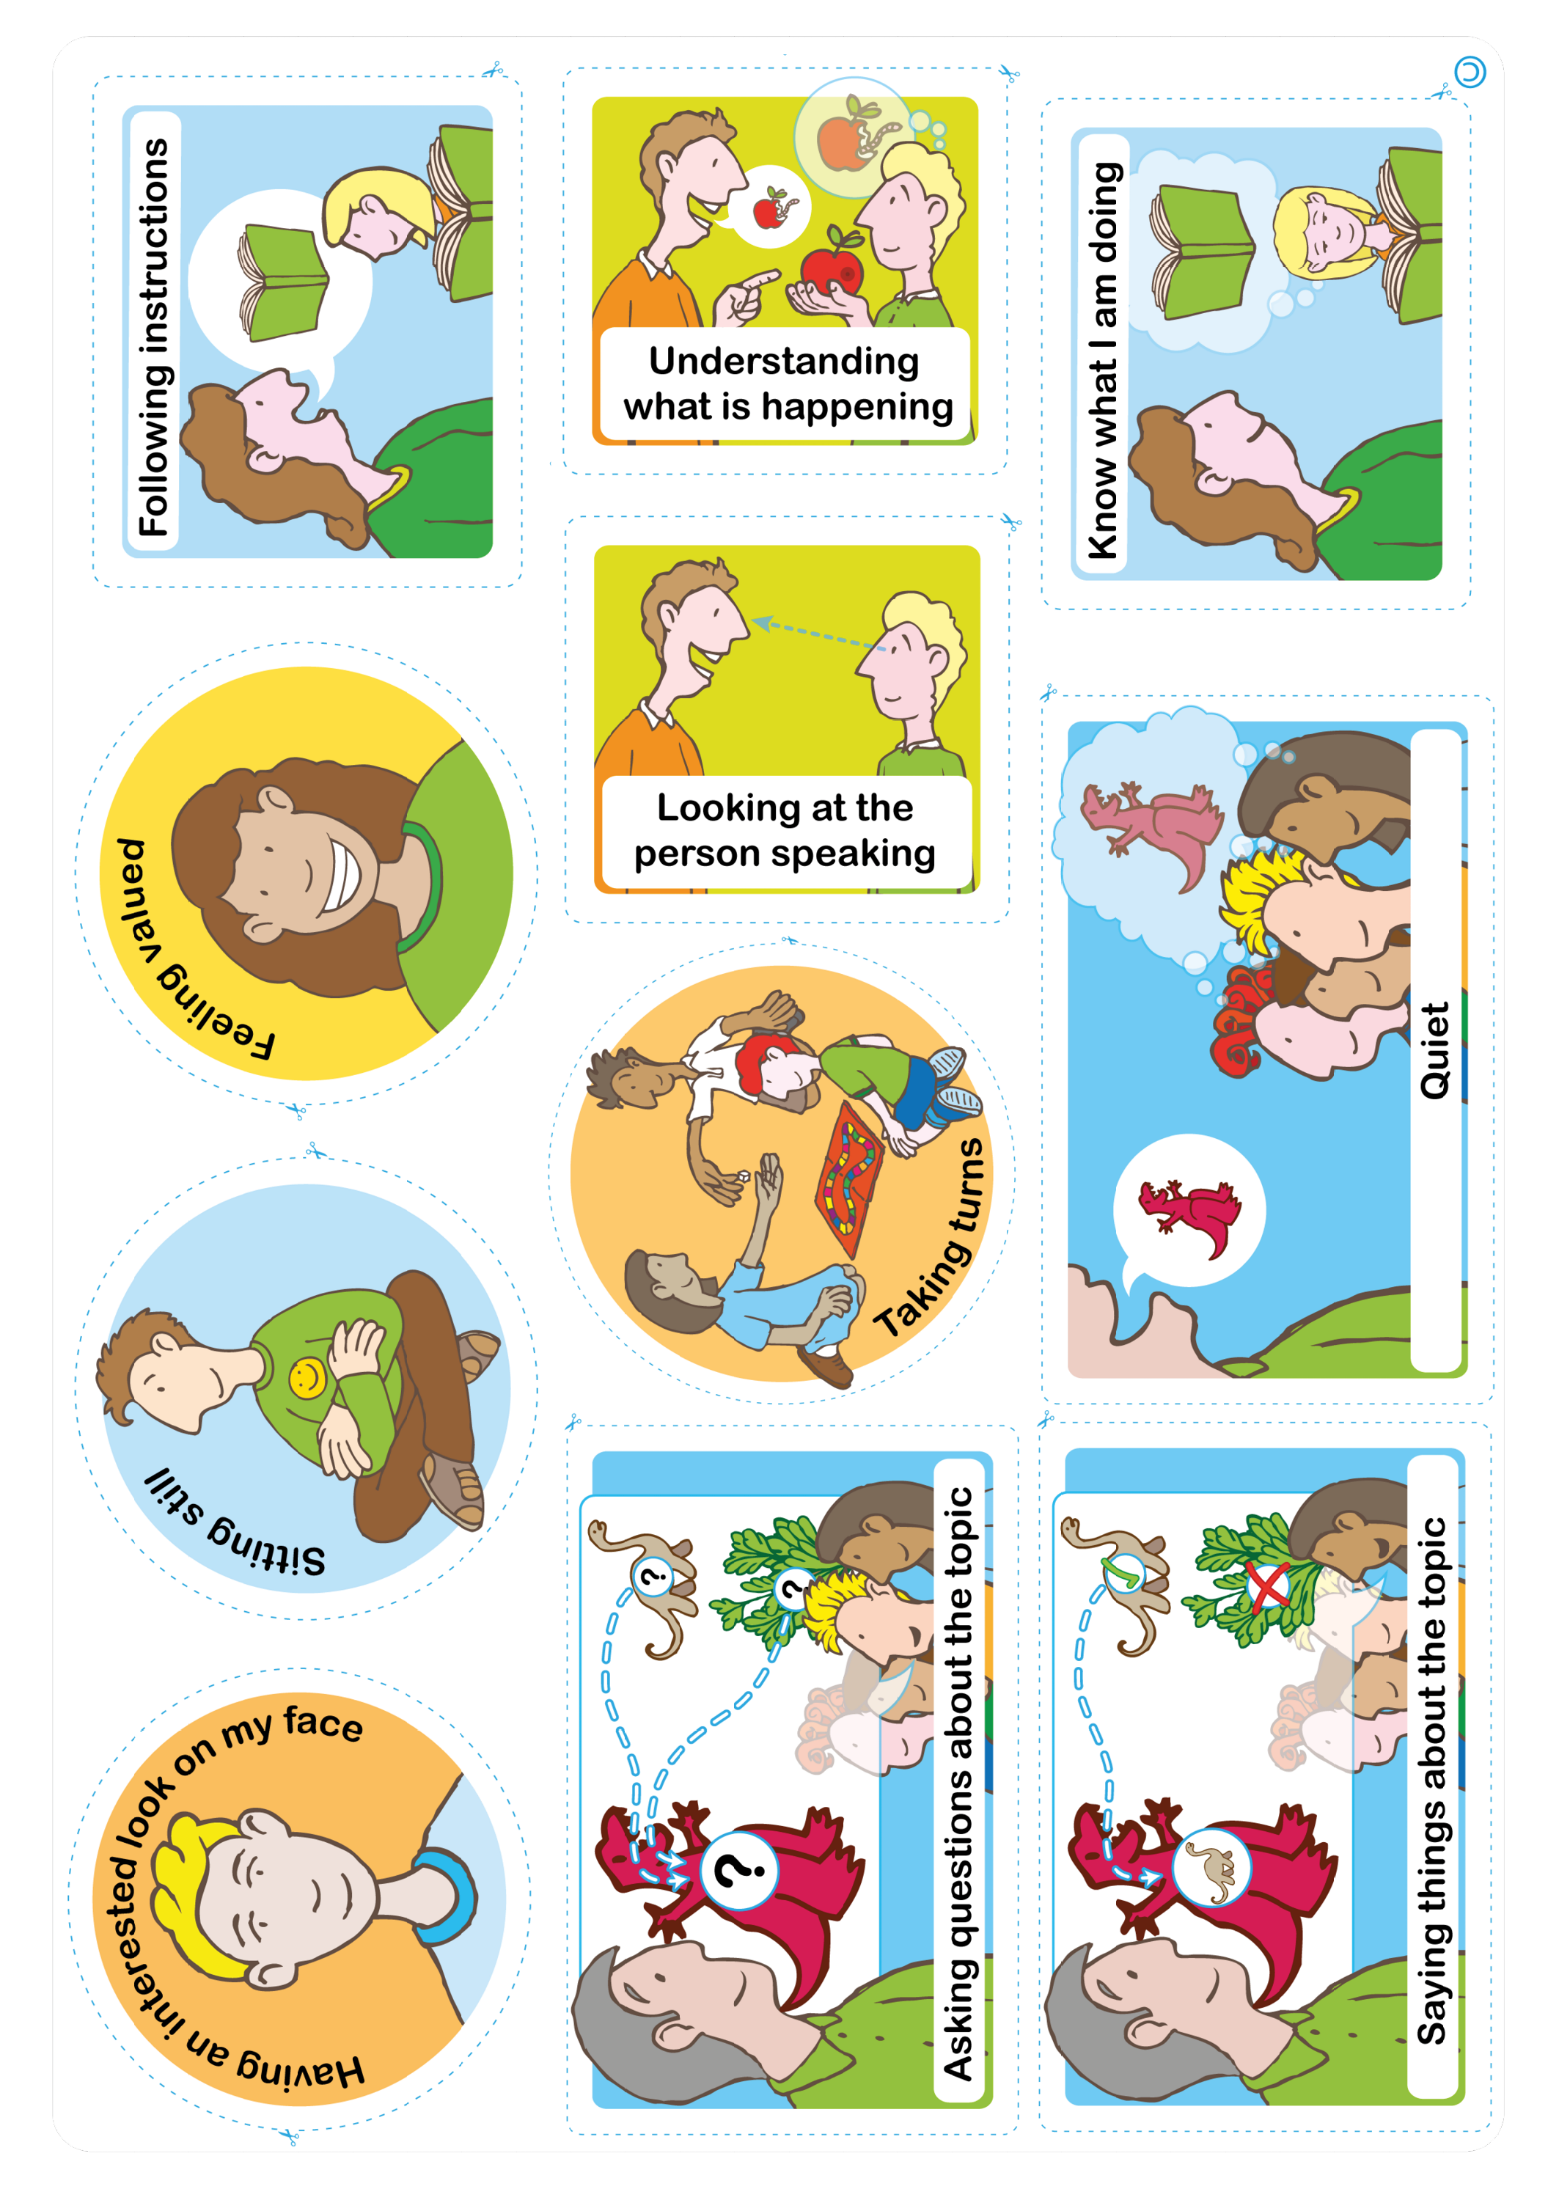 Following instructions
Understanding
what is happening
Know what I am doing
Feeling valued
Looking at the
person speaking
Quiet
Sitting still
Taking turns
Having an interested look on my face
?
?
?
Asking questions about the topic
Saying things about the topic